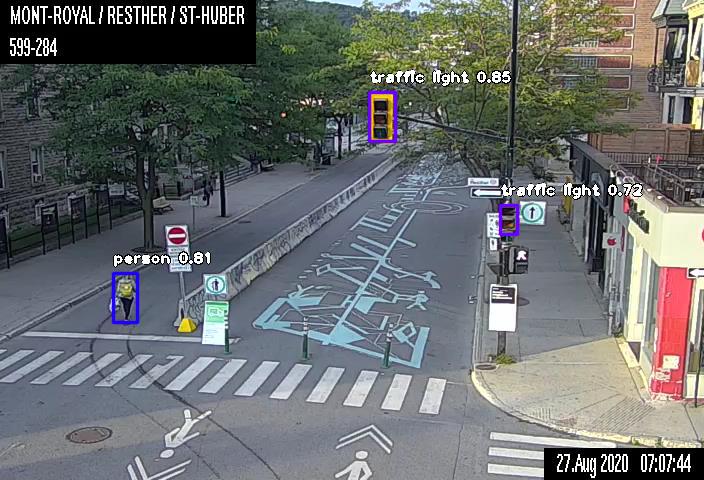 MONT-ROYAL / RESTHER / ST-HUBER
599-284
traffic light 0.85
traffic light 0.72
person 0.81
27.Aug 2020 07:07:44